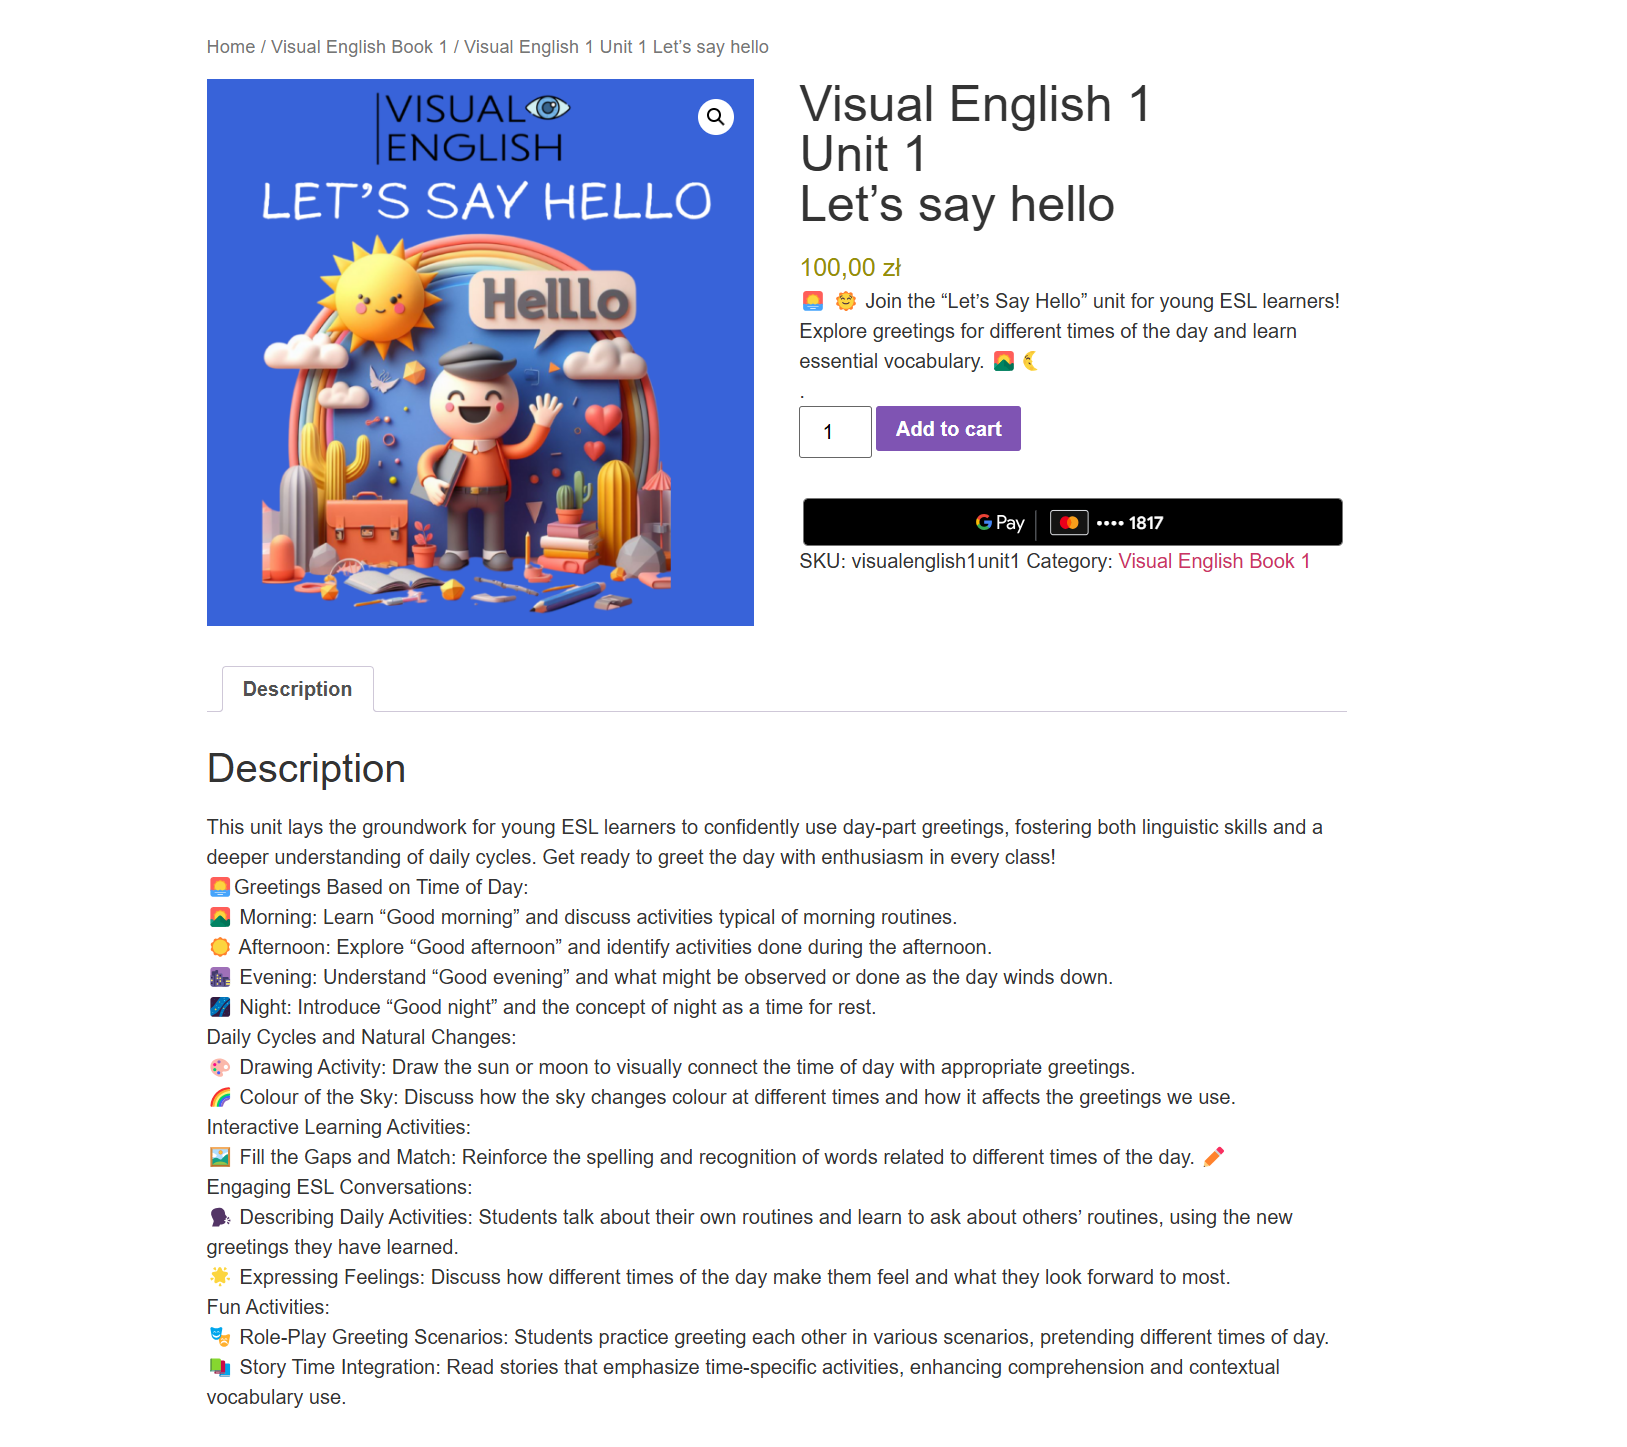 Home / Visual English Book 1 / Visual English 1 Unit 1 Let’s say hello
VISUAL
ENGLISH
LET’S SAY HELLO
Helllo
Visual English 1
Unit 1
Let’s say hello
100,00 zł
🌅 🌞 Join the “Let’s Say Hello” unit for young ESL learners!
Explore greetings for different times of the day and learn
essential vocabulary. 🌄 🌜
.
1
Add to cart
G Pay | •••• 1817
SKU: visualenglish1unit1 Category: Visual English Book 1
Description
Description
This unit lays the groundwork for young ESL learners to confidently use day-part greetings, fostering both linguistic skills and a
deeper understanding of daily cycles. Get ready to greet the day with enthusiasm in every class!
🌅Greetings Based on Time of Day:
🌄 Morning: Learn “Good morning” and discuss activities typical of morning routines.
☀️ Afternoon: Explore “Good afternoon” and identify activities done during the afternoon.
🌆 Evening: Understand “Good evening” and what might be observed or done as the day winds down.
🌌 Night: Introduce “Good night” and the concept of night as a time for rest.
Daily Cycles and Natural Changes:
🎨 Drawing Activity: Draw the sun or moon to visually connect the time of day with appropriate greetings.
🌈 Colour of the Sky: Discuss how the sky changes colour at different times and how it affects the greetings we use.
Interactive Learning Activities:
🖼️ Fill the Gaps and Match: Reinforce the spelling and recognition of words related to different times of the day. ✏️
Engaging ESL Conversations:
🗣️ Describing Daily Activities: Students talk about their own routines and learn to ask about others’ routines, using the new
greetings they have learned.
🌟 Expressing Feelings: Discuss how different times of the day make them feel and what they look forward to most.
Fun Activities:
🎭 Role-Play Greeting Scenarios: Students practice greeting each other in various scenarios, pretending different times of day.
📚 Story Time Integration: Read stories that emphasize time-specific activities, enhancing comprehension and contextual
vocabulary use.